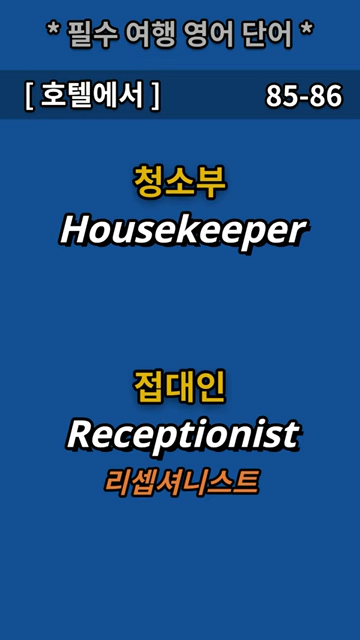 * 필수 여행 영어 단어 *
[ 호텔에서 ] 85-86
청소부
Housekeeper
접대인
Receptionist
리셉셔니스트